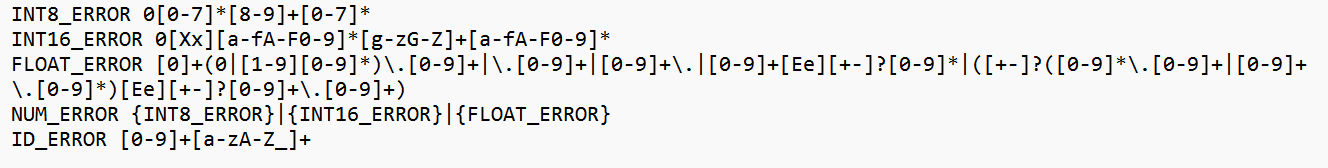 INT8_ERROR 0[0-7]*[8-9]+[0-7]*
INT16_ERROR 0[Xx][a-fA-F0-9]*[g-zG-Z]+[a-fA-F0-9]*
FLOAT_ERROR [0]+(0|[1-9][0-9]*)\.[0-9]+|\.[0-9]+|[0-9]+\.|[0-9]+[Ee][+-]?[0-9]*|([+-]?([0-9]*\.[0-9]+|[0-9]+
\.[0-9]*)[Ee][+-]?[0-9]+\.[0-9]+)
NUM_ERROR {INT8_ERROR}|{INT16_ERROR}|{FLOAT_ERROR}
ID_ERROR [0-9]+[a-zA-Z_]+